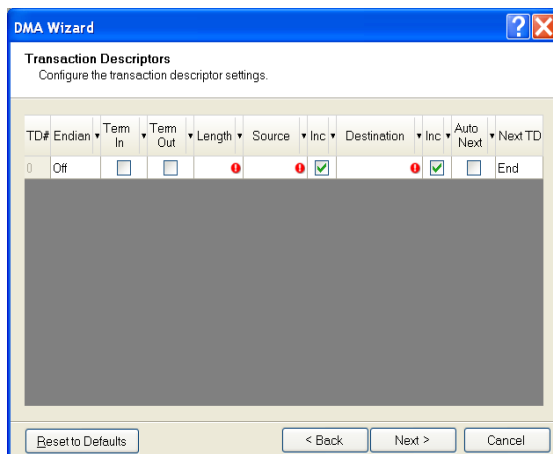 DMA Wizard
Transaction Descriptors
Configure the transaction descriptor settings.
TD# Endian Term In Term Out Length Source Inc Destination Inc Auto Next Next TD
0 Off End
Reset to Defaults < Back Next > Cancel